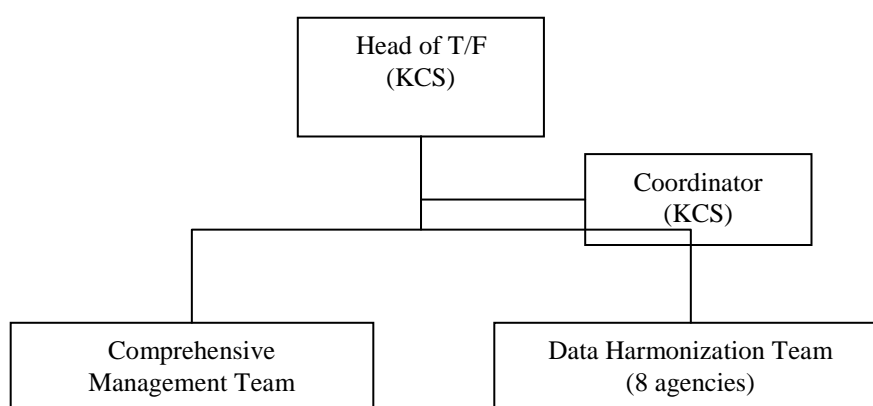 Head of T/F
(KCS)
Coordinator
(KCS)
Comprehensive
Management Team
Data Harmonization Team
(8 agencies)